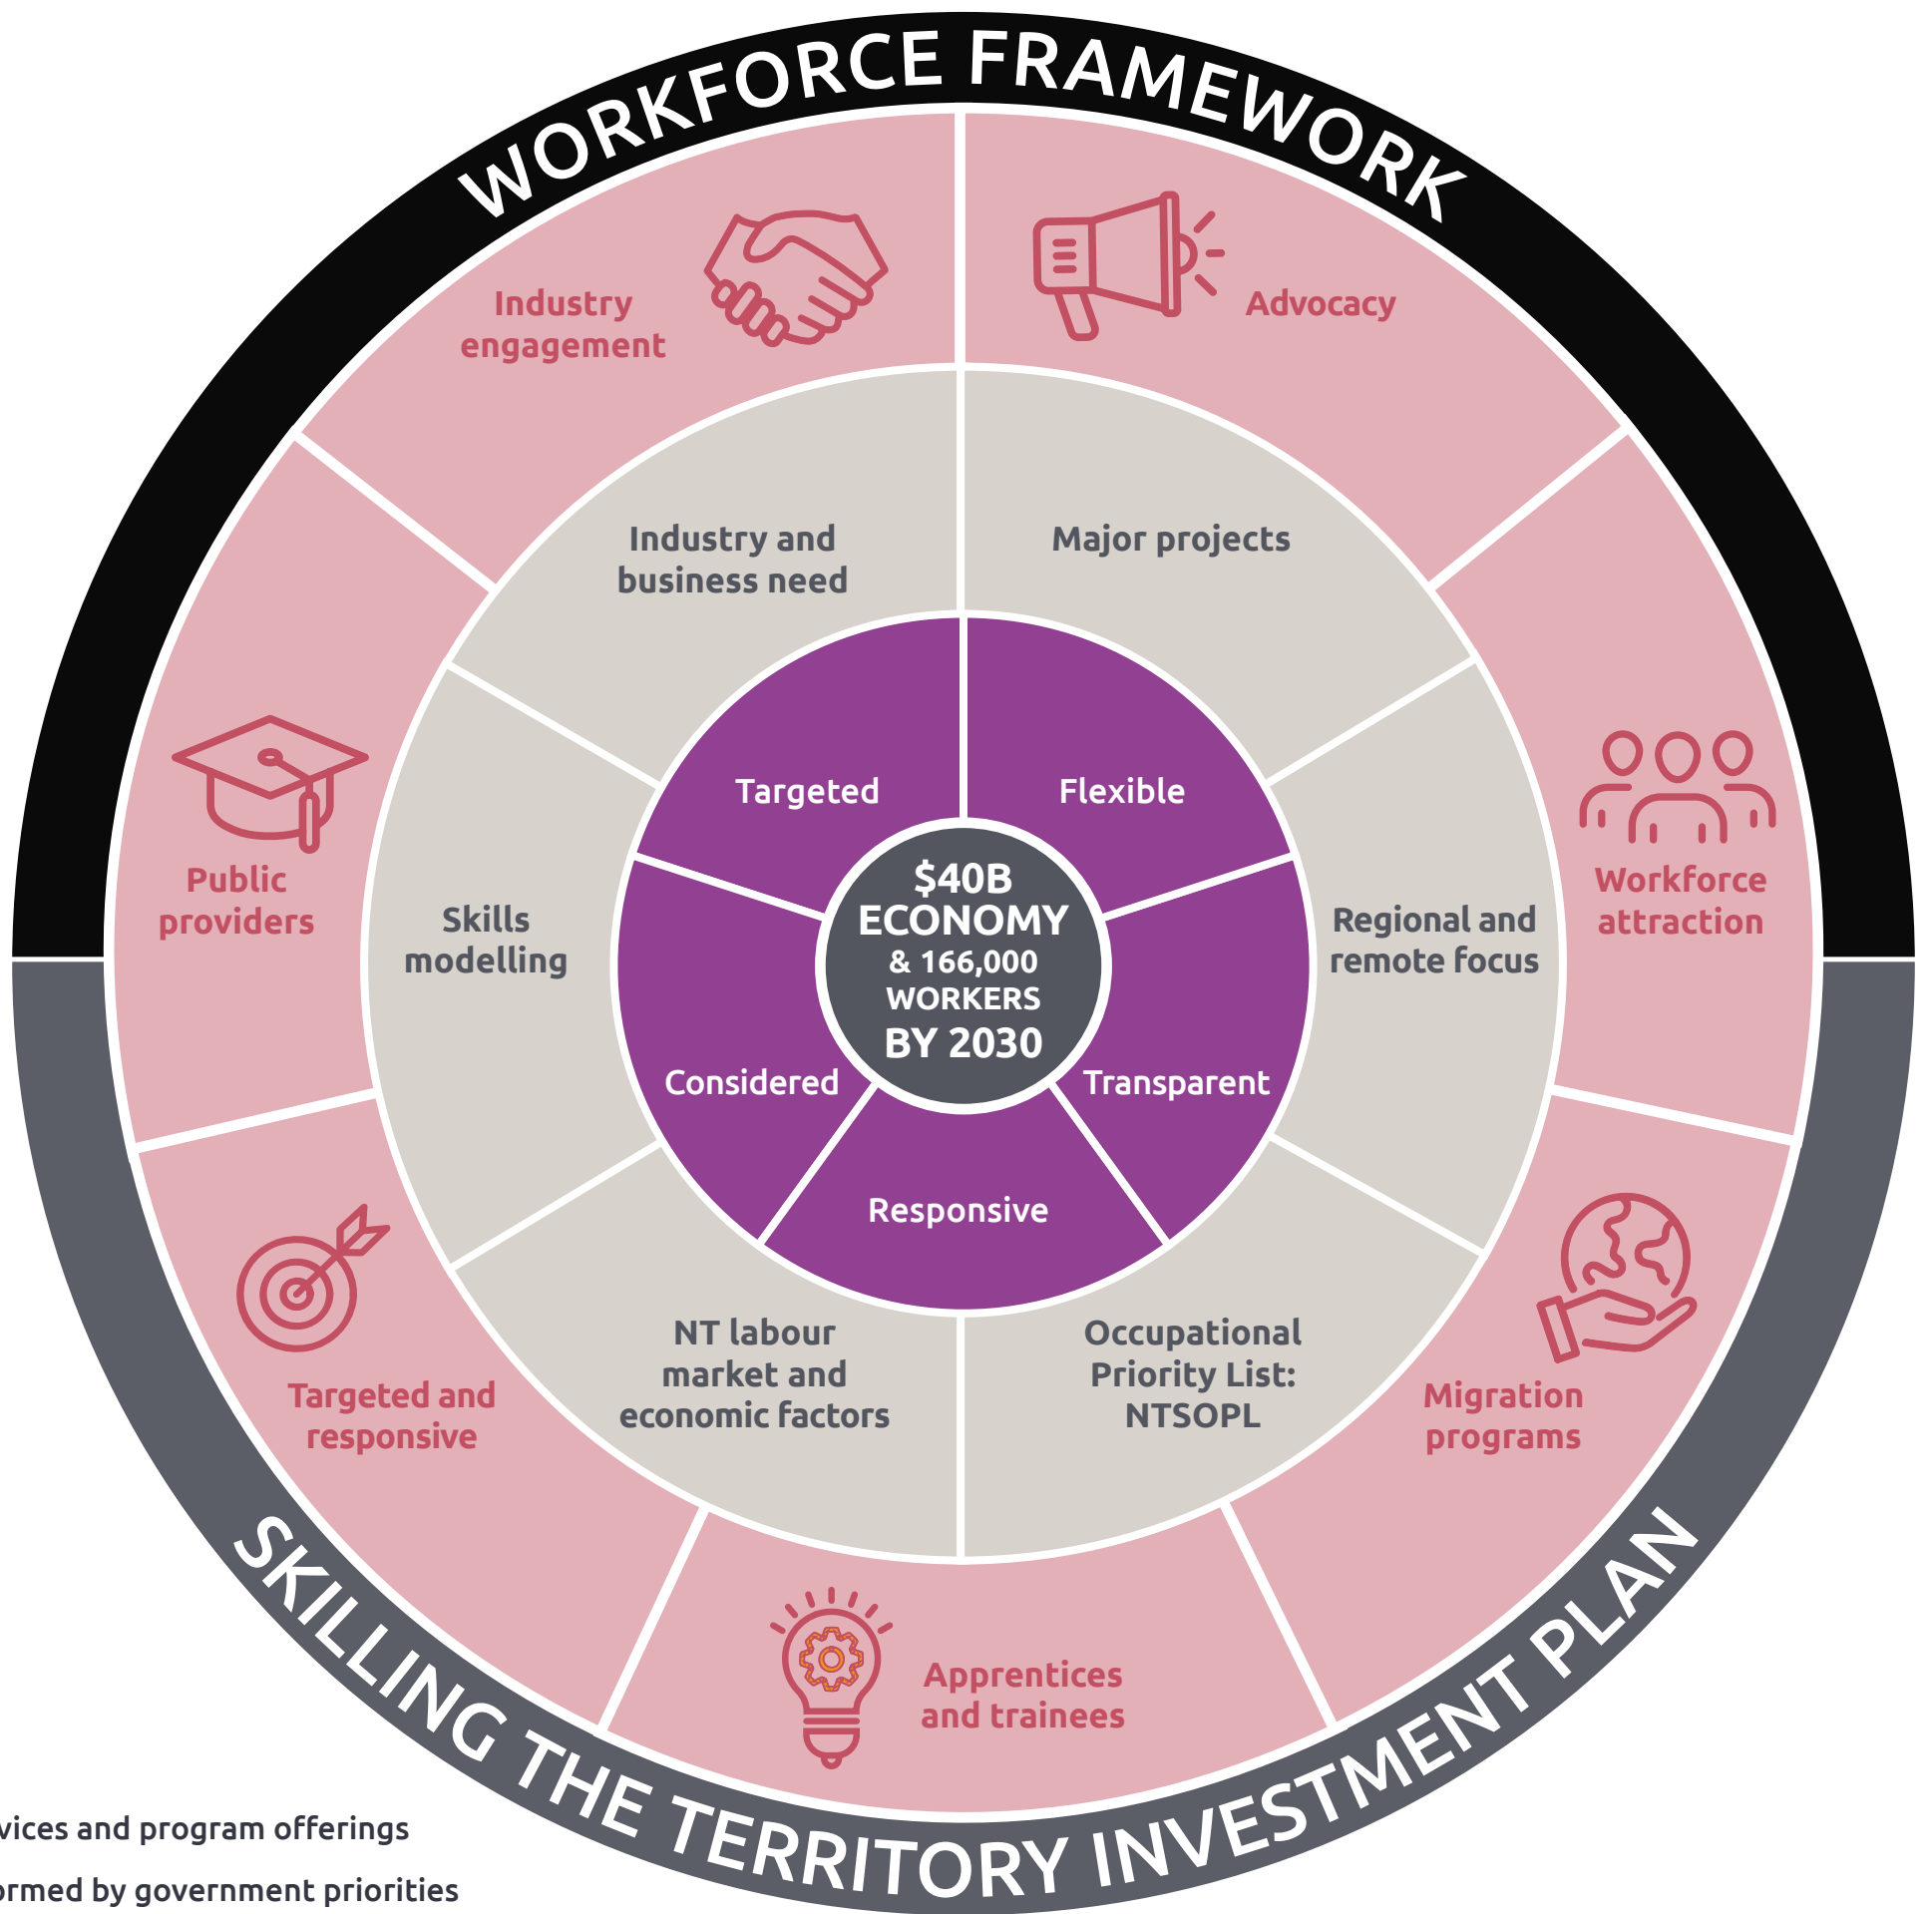 WORKFORCE FRAMEWORK
Industry
engagement
Advocacy
Industry and
business need
Major projects
Targeted
Flexible
Public
providers
Skills
modelling
$40B
ECONOMY
& 166,000
WORKERS
BY 2030
Regional and
remote focus
Workforce
attraction
Considered
Transparent
Responsive
NT labour
market and
economic factors
Occupational
Priority List:
NTSOPL
Targeted and
responsive
Migration
programs
Apprentices
and trainees
SKILLING THE TERRITORY INVESTMENT PLAN
and program offerings
by government priorities